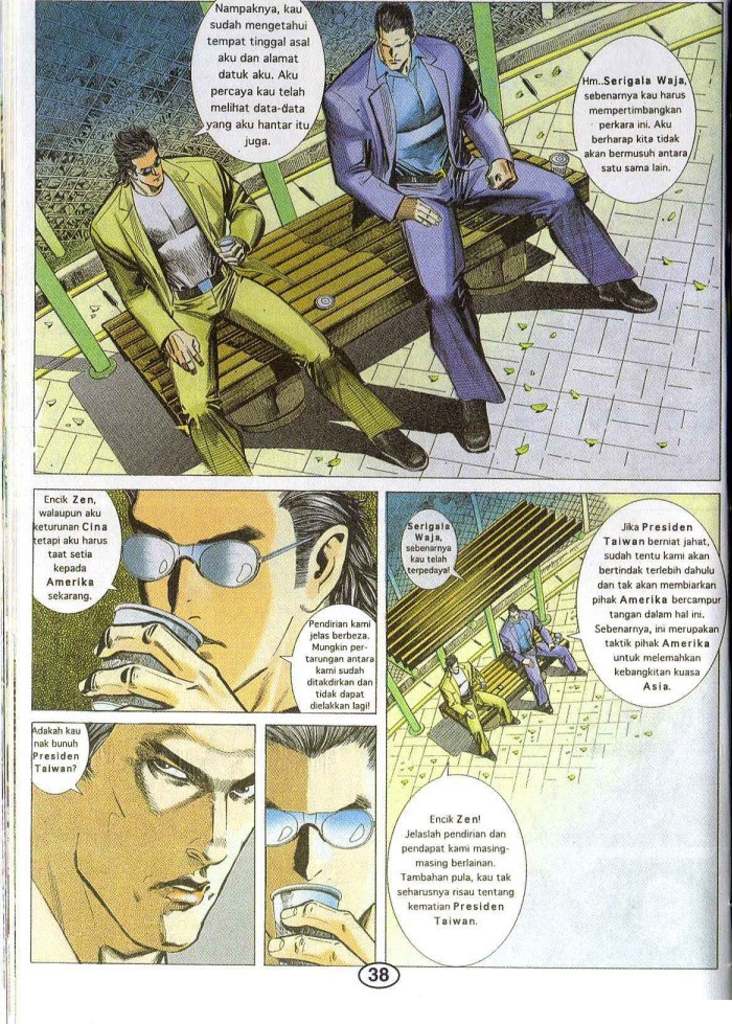 Nampaknya, kau
sudah mengetahui
tempat tinggal asal
aku dan alamat
datuk aku. Aku
percaya kau telah
melihat data-data
yang aku hantar itu
juga.
Hm..Serigala Waja,
sebenarnya kau harus
mempertimbangkan
perkara ini. Aku
berharap kita tidak
akan bermusuh antara
satu sama lain.
Encik Zen,
walaupun aku
keturunan Cina
tetapi aku harus
taat setia
kepada
Amerika
sekarang.
Pendirian kami
jelas berbeza.
Mungkin per-
tarungan antara
kami sudah
ditakdirkan dan
tidak dapat
dielakkan lagi!
Adakah kau
nak bunuh
Presiden
Taiwan?
Serigala
Waja,
sebenarnya
kau telah
terpedaya!
Jika Presiden
Taiwan berniat jahat,
sudah tentu kami akan
bertindak terlebih dahulu
dan tak akan membiarkan
pihak Amerika bercampur
tangan dalam hal ini.
Sebenarnya, ini merupakan
taktik pihak Amerika
untuk melemahkan
kebangkitan kuasa
Asia.
Encik Zen!
Jelaslah pendirian dan
pendapat kami masing-
masing berlainan.
Tambahan pula, kau tak
seharusnya risau tentang
kematian Presiden
Taiwan.
38